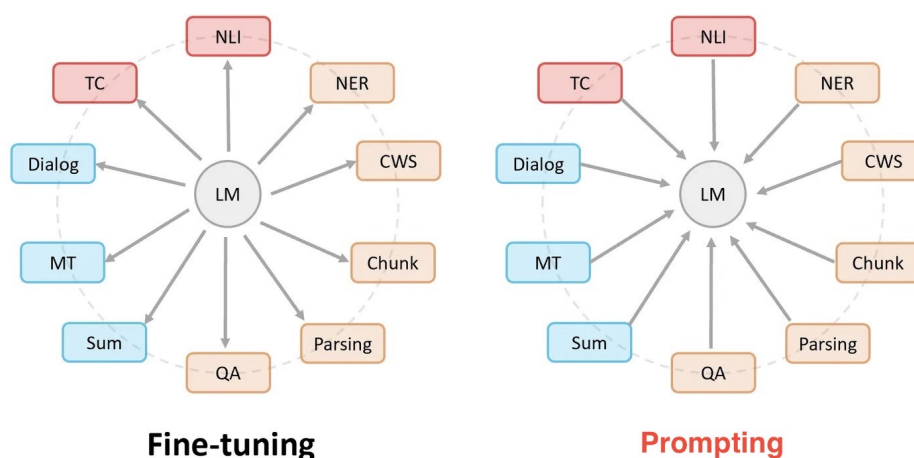 NLI
TC
NER
Dialog
CWS
LM
MT
Chunk
Sum
Parsing
QA
Fine-tuning
NLI
TC
NER
Dialog
CWS
LM
MT
Chunk
Sum
Parsing
QA
Prompting